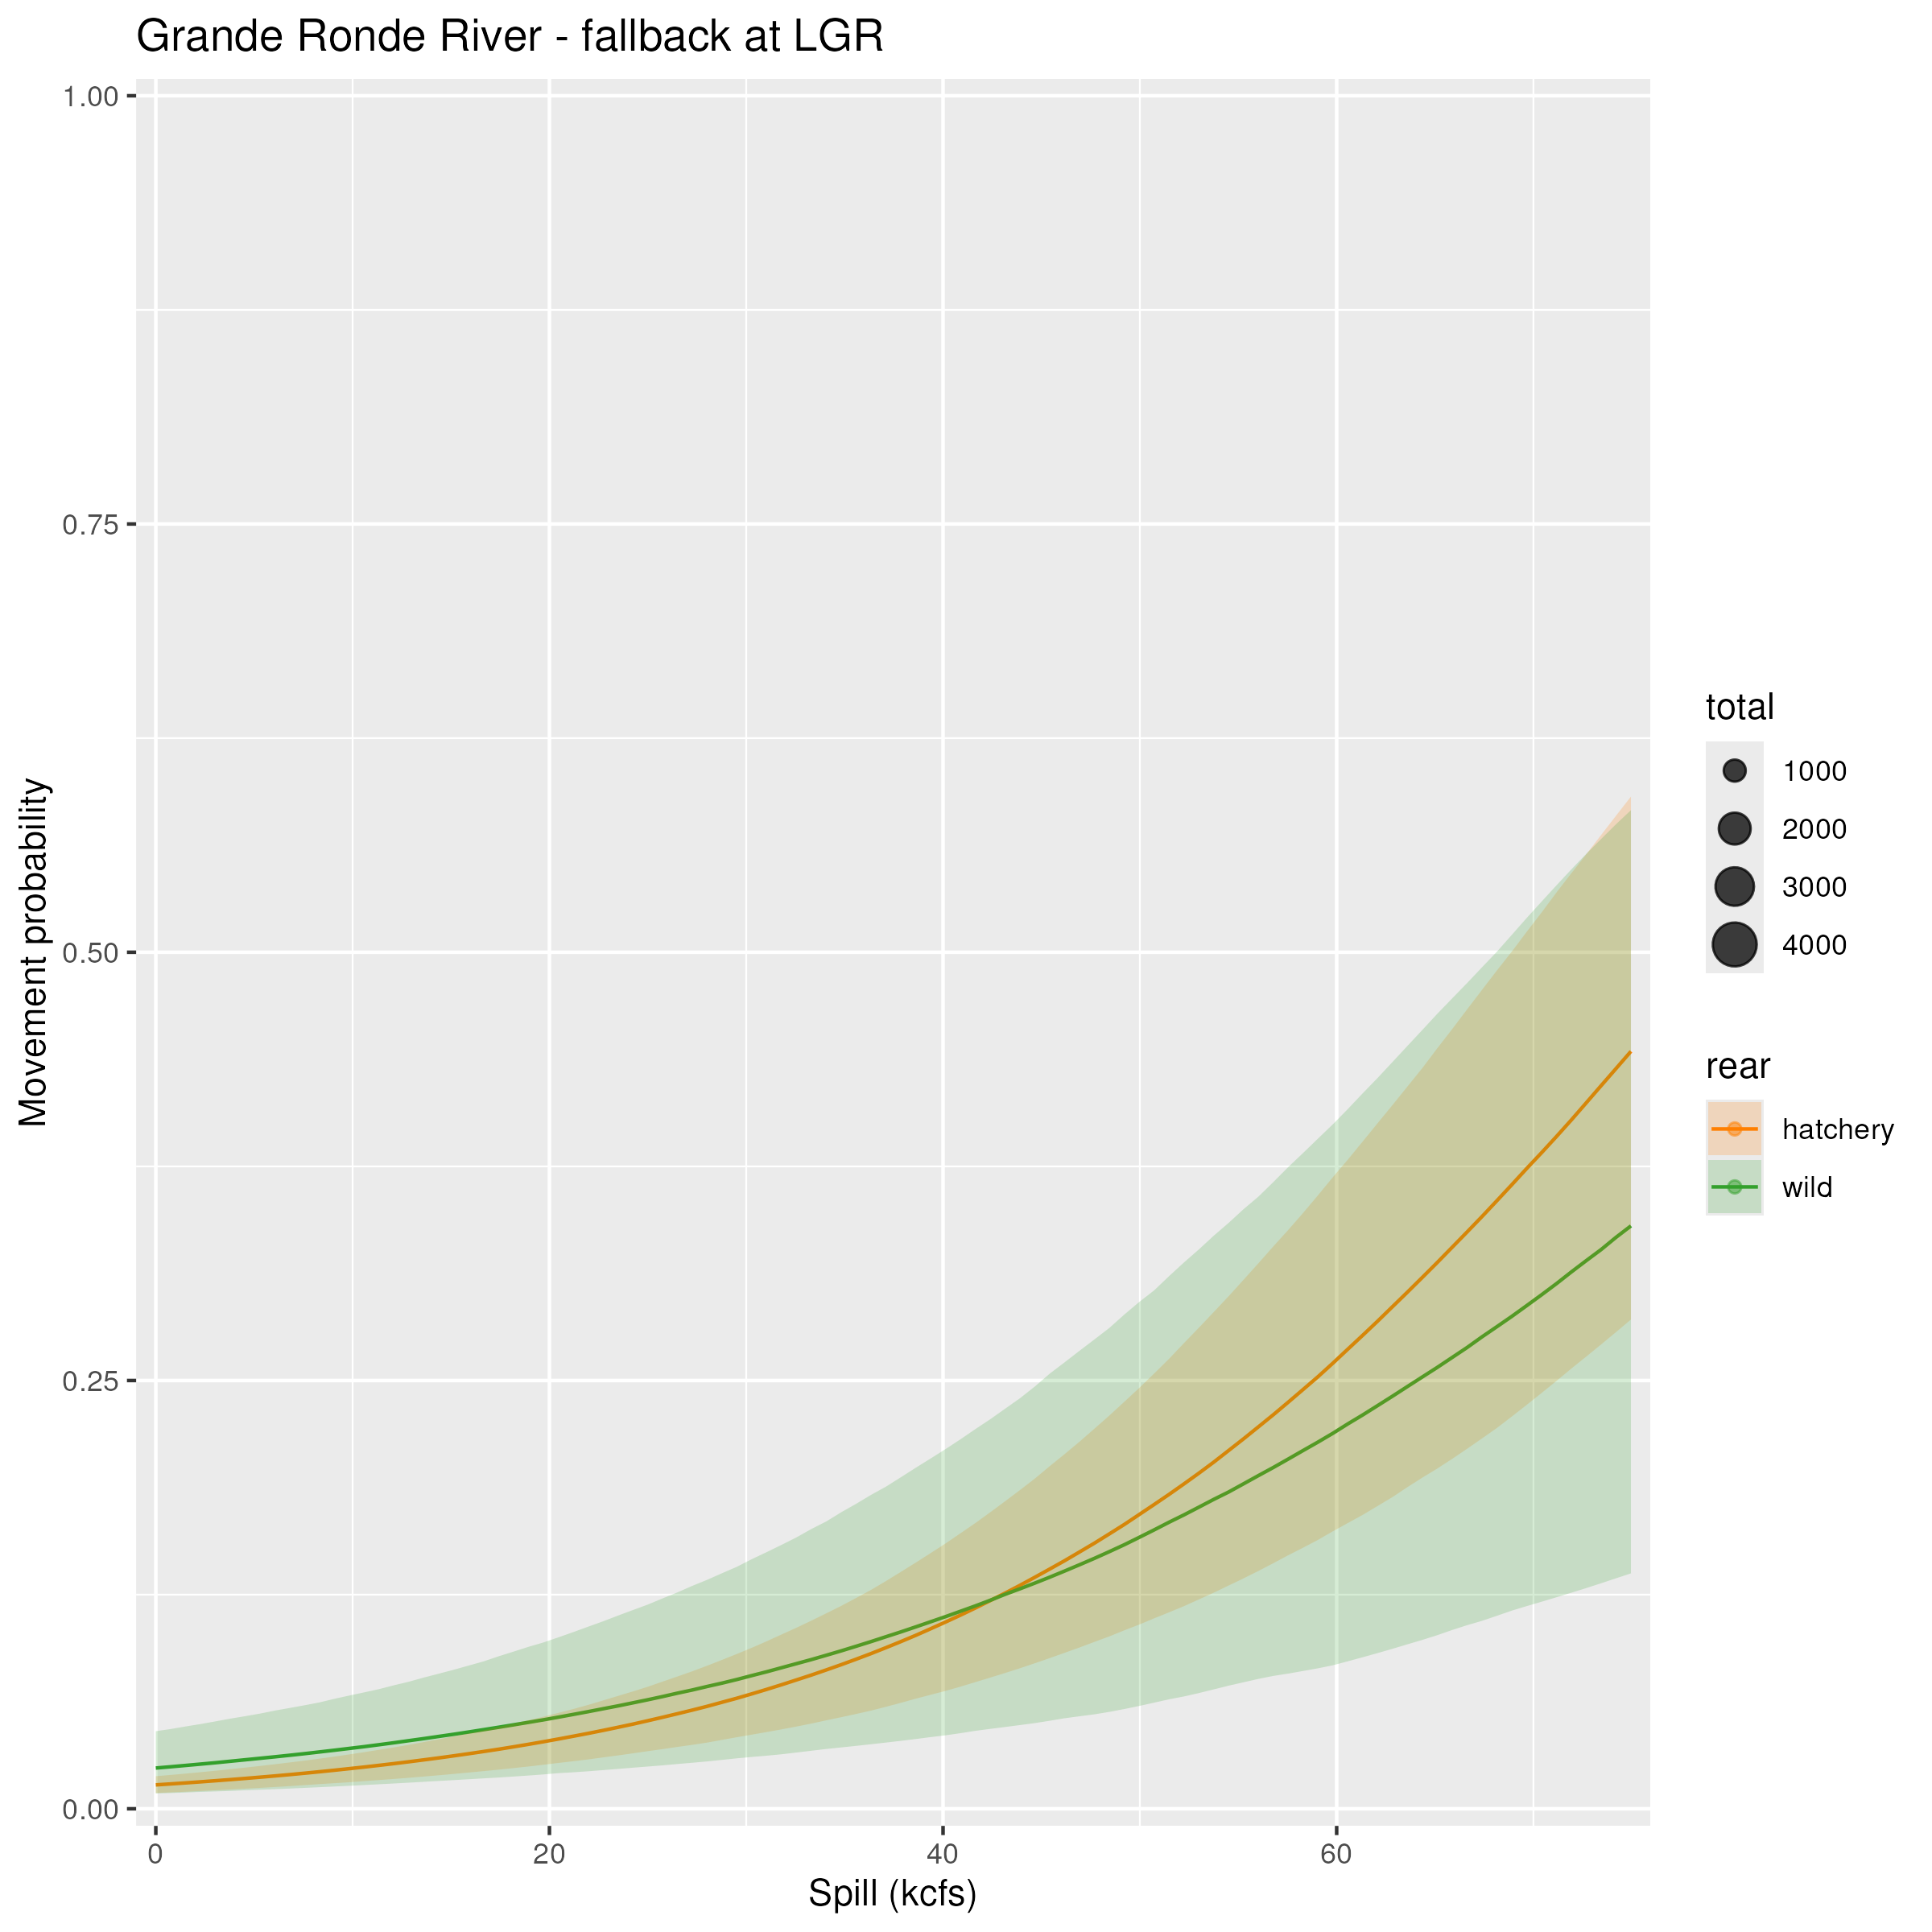 Grande Ronde River - fallback at LGR
1.00
0.75
0.50
0.25
0.00
Movement probability
0
20
40
60
Spill (kcfs)
total
1000
2000
3000
4000
rear
hatchery
wild